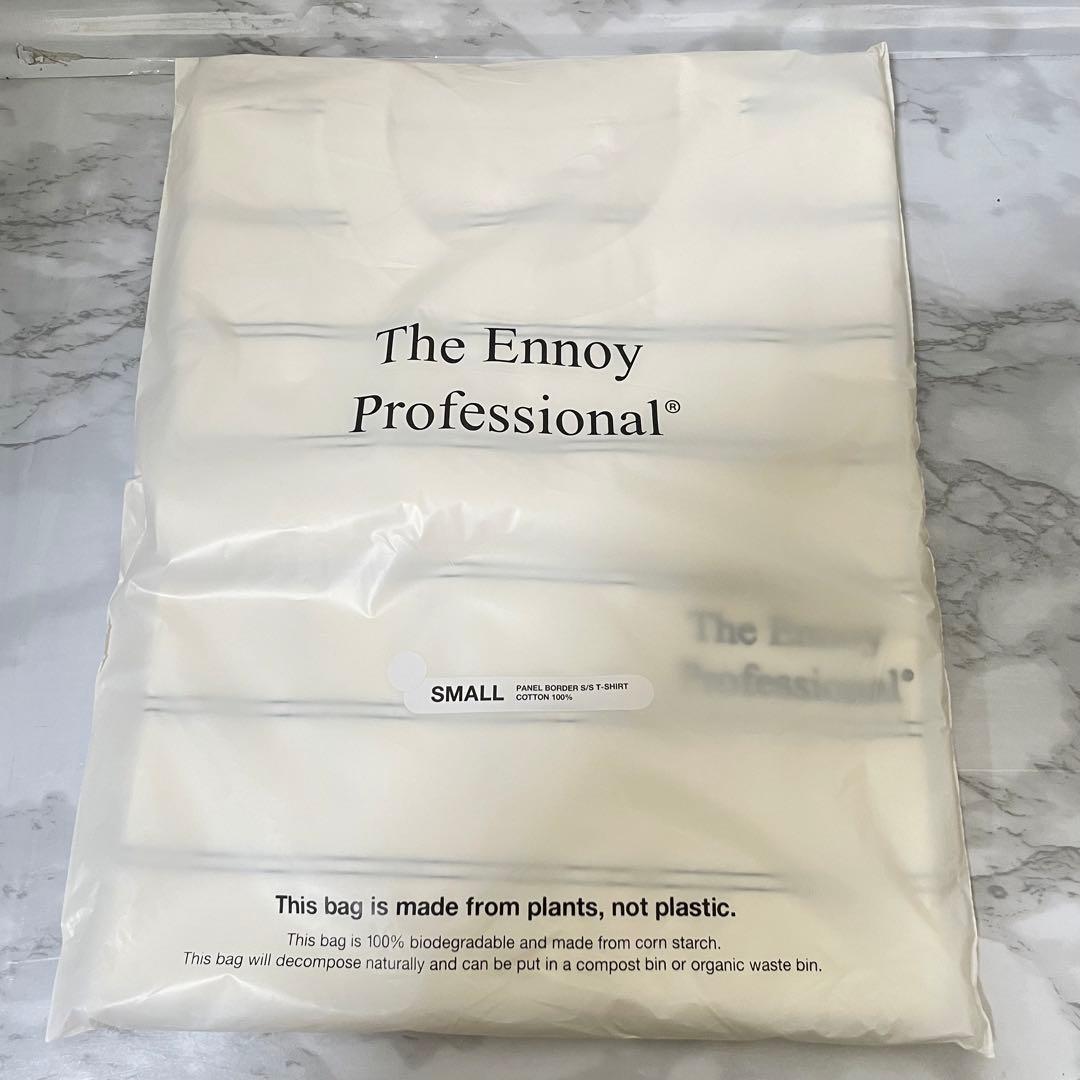 The Ennoy
Professional®
The Ennoy
Professional®
SMALL PANEL BORDER S/S T-SHIRT
COTTON 100%
This bag is made from plants, not plastic.
This bag is 100% biodegradable and made from corn starch.
This bag will decompose naturally and can be put in a compost bin or organic waste bin.